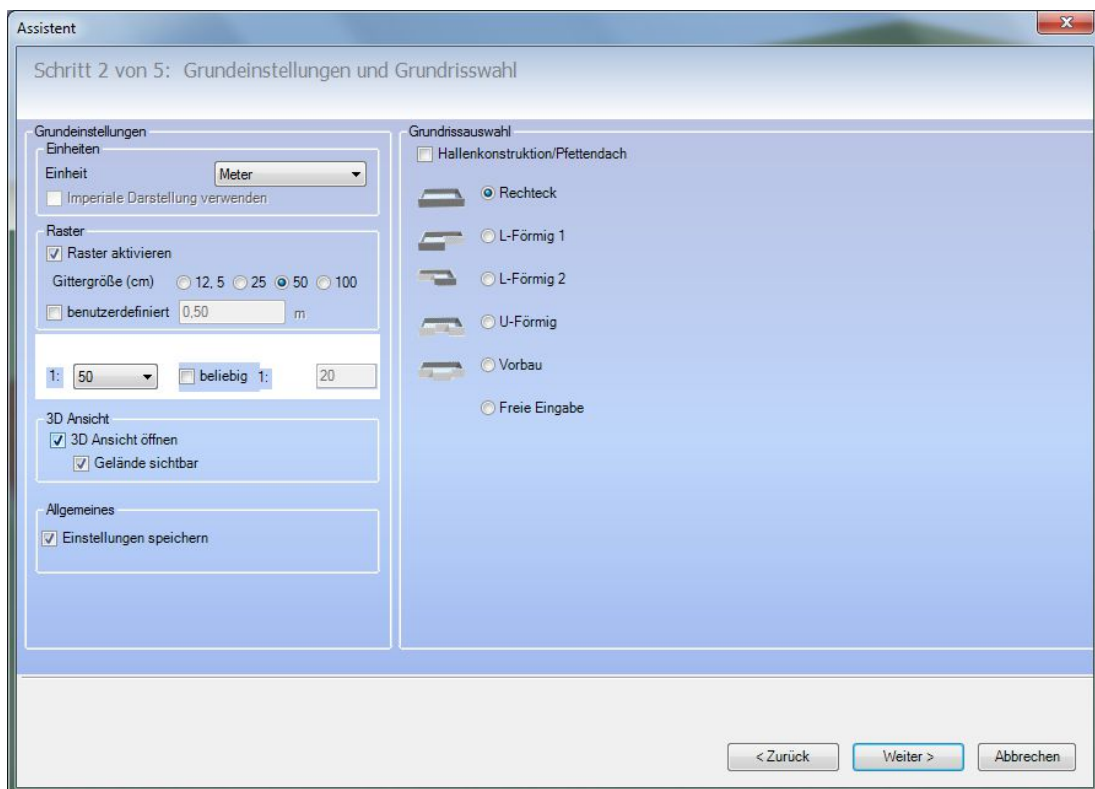 Assistent
Schritt 2 von 5: Grundeinstellungen und Grundrisswahl
Grundeinstellungen
Einheiten
Einheit Meter
Imperiale Darstellung verwenden
Raster
Raster aktivieren
Gittergröße (cm) 12, 5 25 50 100
benutzerdefiniert 0,50 m
1: 50 beliebig 1: 20
3D Ansicht
3D Ansicht öffnen
Gelände sichtbar
Allgemeines
Einstellungen speichern
Grundrissauswahl
Hallenkonstruktion/Pfettendach
Rechteck
L-Förmig 1
L-Förmig 2
U-Förmig
Vorbau
Freie Eingabe
< Zurück Weiter > Abbrechen